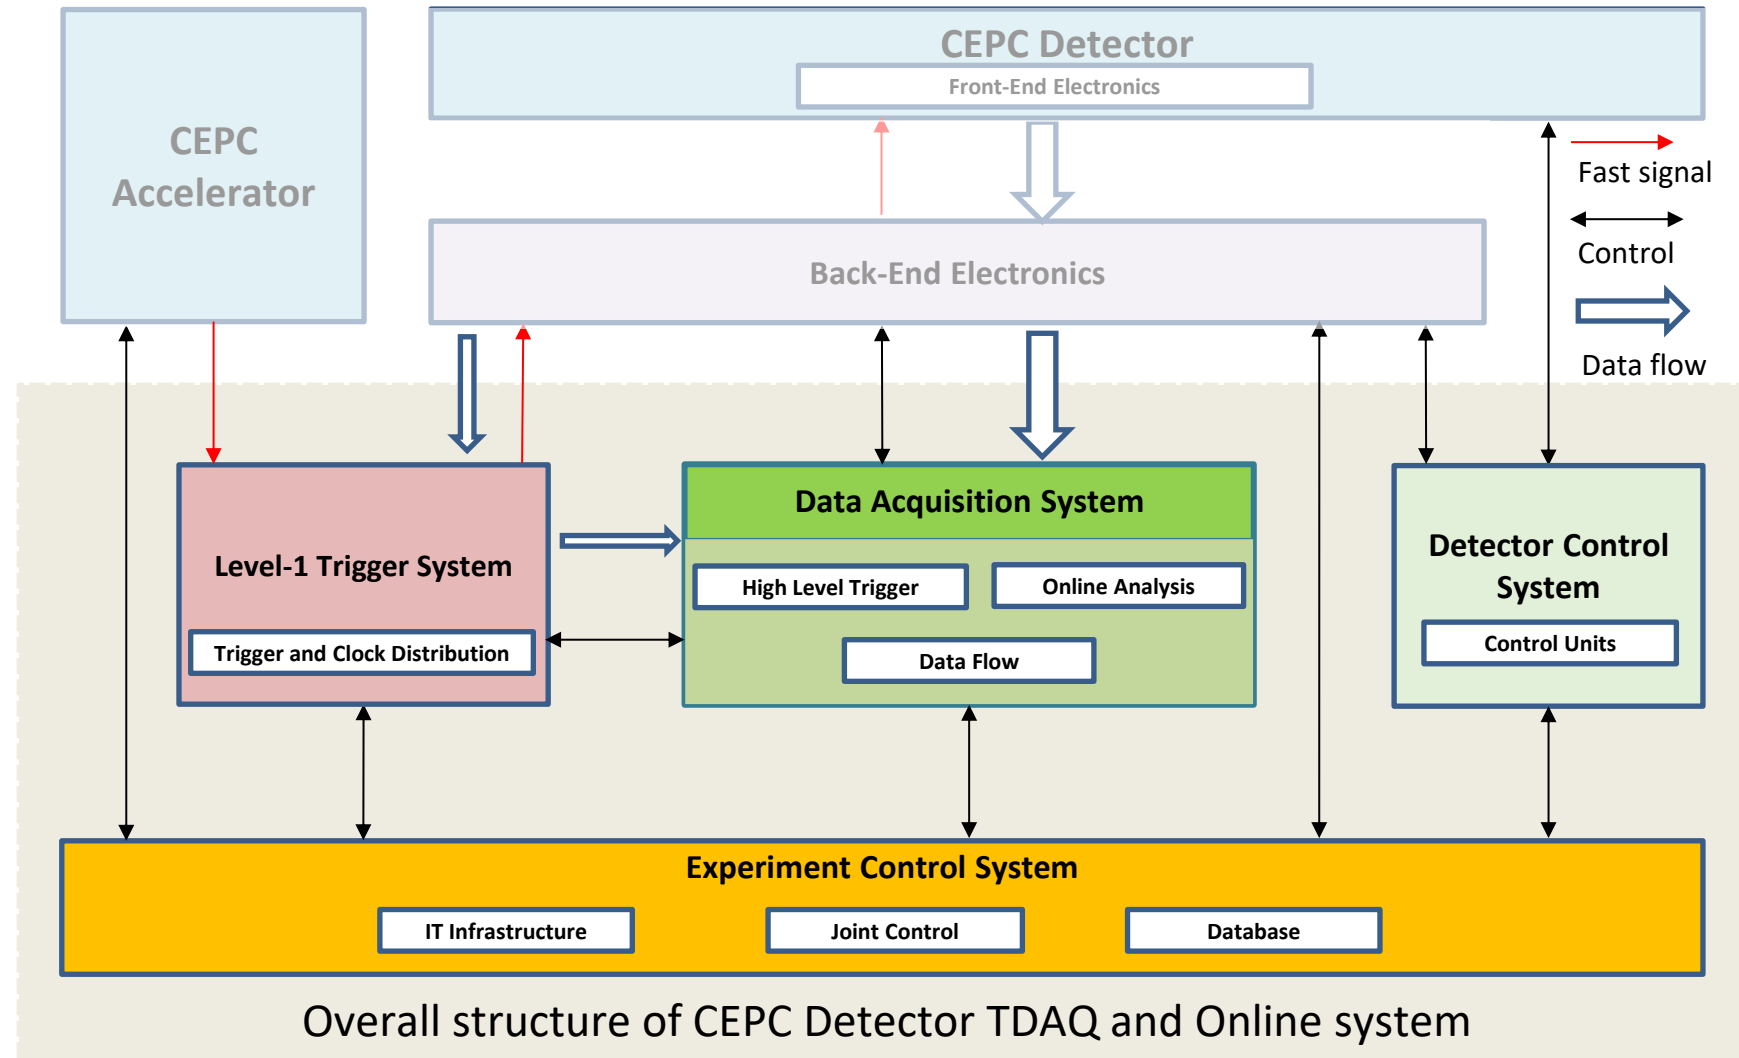 CEPC Detector
Front-End Electronics
CEPC
Accelerator
Fast signal
Control
Data flow
Back-End Electronics
Level-1 Trigger System
Trigger and Clock Distribution
Data Acquisition System
High Level Trigger
Online Analysis
Data Flow
Detector Control
System
Control Units
Experiment Control System
IT Infrastructure
Joint Control
Database
Overall structure of CEPC Detector TDAQ and Online system